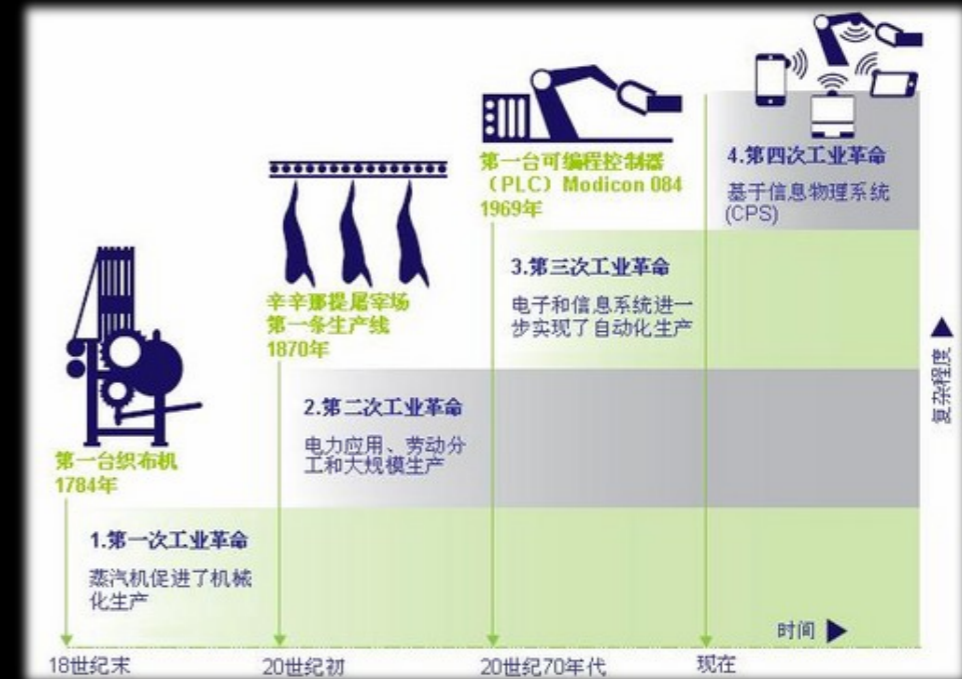 4.第四次工业革命
基于信息物理系统
(CPS)
第一台可编程控制器
（PLC）Modicon 084
1969年
3.第三次工业革命
电子和信息系统进一
步实现了自动化生产
辛辛那提屠宰场
第一条生产线
1870年
2.第二次工业革命
电力应用、劳动分
工和大规模生产
第一台织布机
1784年
1.第一次工业革命
蒸汽机促进了机械
化生产
复杂程度
时间
18世纪末
20世纪初
20世纪70年代
现在